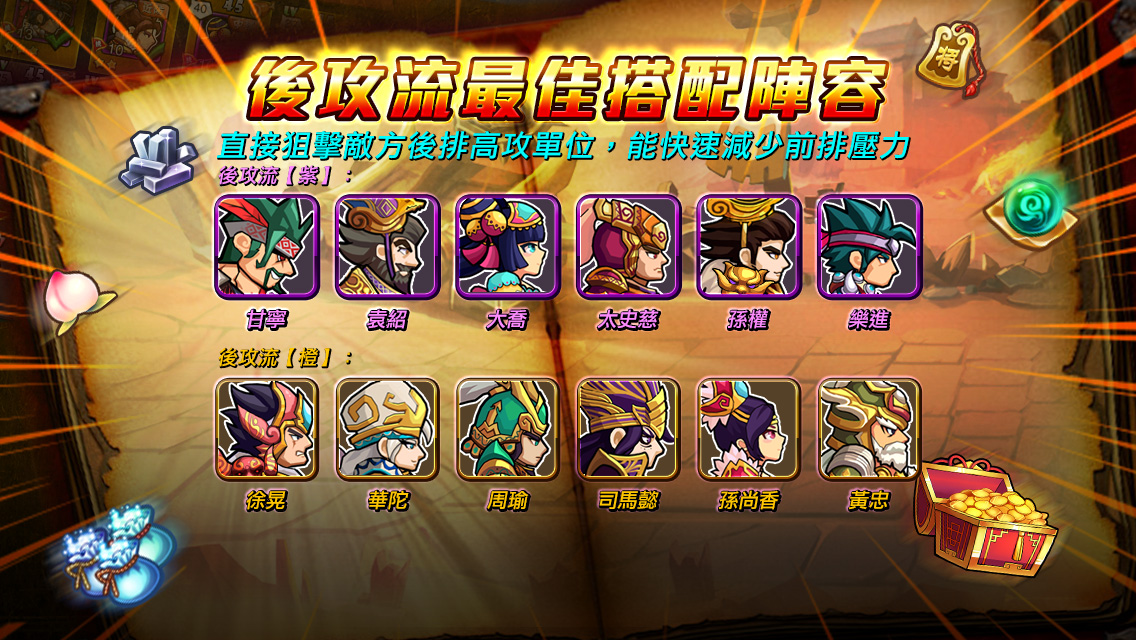 將
後攻流最佳搭配陣容
直接狙擊敵方後排高攻單位，能快速減少前排壓力
後攻流【紫】：
甘寧 袁紹 大喬 太史慈 孫權 樂進
後攻流【橙】：
徐晃 華陀 周瑜 司馬懿 孫尚香 黃忠